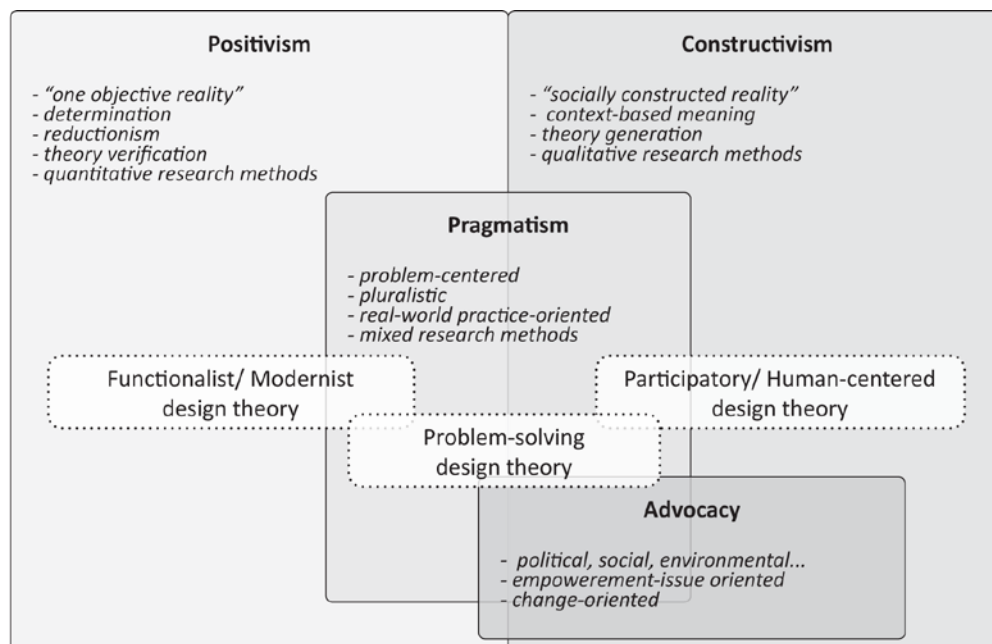 Positivism
- “one objective reality”
- determination
- reductionism
- theory verification
- quantitative research methods
Constructivism
- “socially constructed reality”
- context-based meaning
- theory generation
- qualitative research methods
Pragmatism
- problem-centered
- pluralistic
- real-world practice-oriented
- mixed research methods
Functionalist/ Modernist
design theory
Participatory/ Human-centered
design theory
Problem-solving
design theory
Advocacy
- political, social, environmental...
- empowerement-issue oriented
- change-oriented